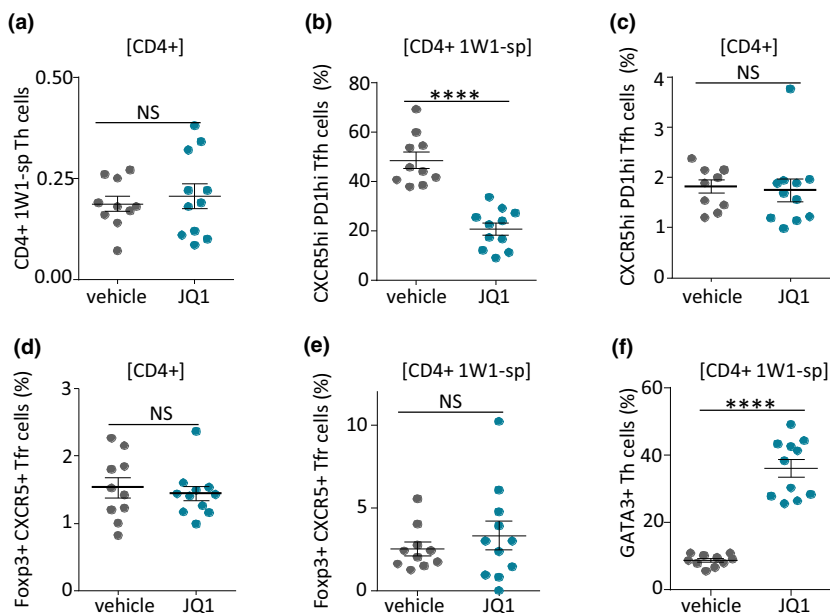 (a)
[CD4+]
CD4+ 1W1-sp Th cells
0.50
0.25
0.00
NS
vehicle JQ1
(b)
[CD4+ 1W1-sp]
CXCR5hi PD1hi Tfh cells (%)
80
60
40
20
0
****
vehicle JQ1
(c)
[CD4+]
CXCR5hi PD1hi Tfh cells (%)
4
3
2
1
0
NS
vehicle JQ1
(d)
[CD4+]
Foxp3+ CXCR5+ Tfr cells (%)
3
2
1
0
NS
vehicle JQ1
(e)
[CD4+ 1W1-sp]
Foxp3+ CXCR5+ Tfr cells (%)
10
5
0
NS
vehicle JQ1
(f)
[CD4+ 1W1-sp]
GATA3+ Th cells (%)
60
40
20
0
****
vehicle JQ1